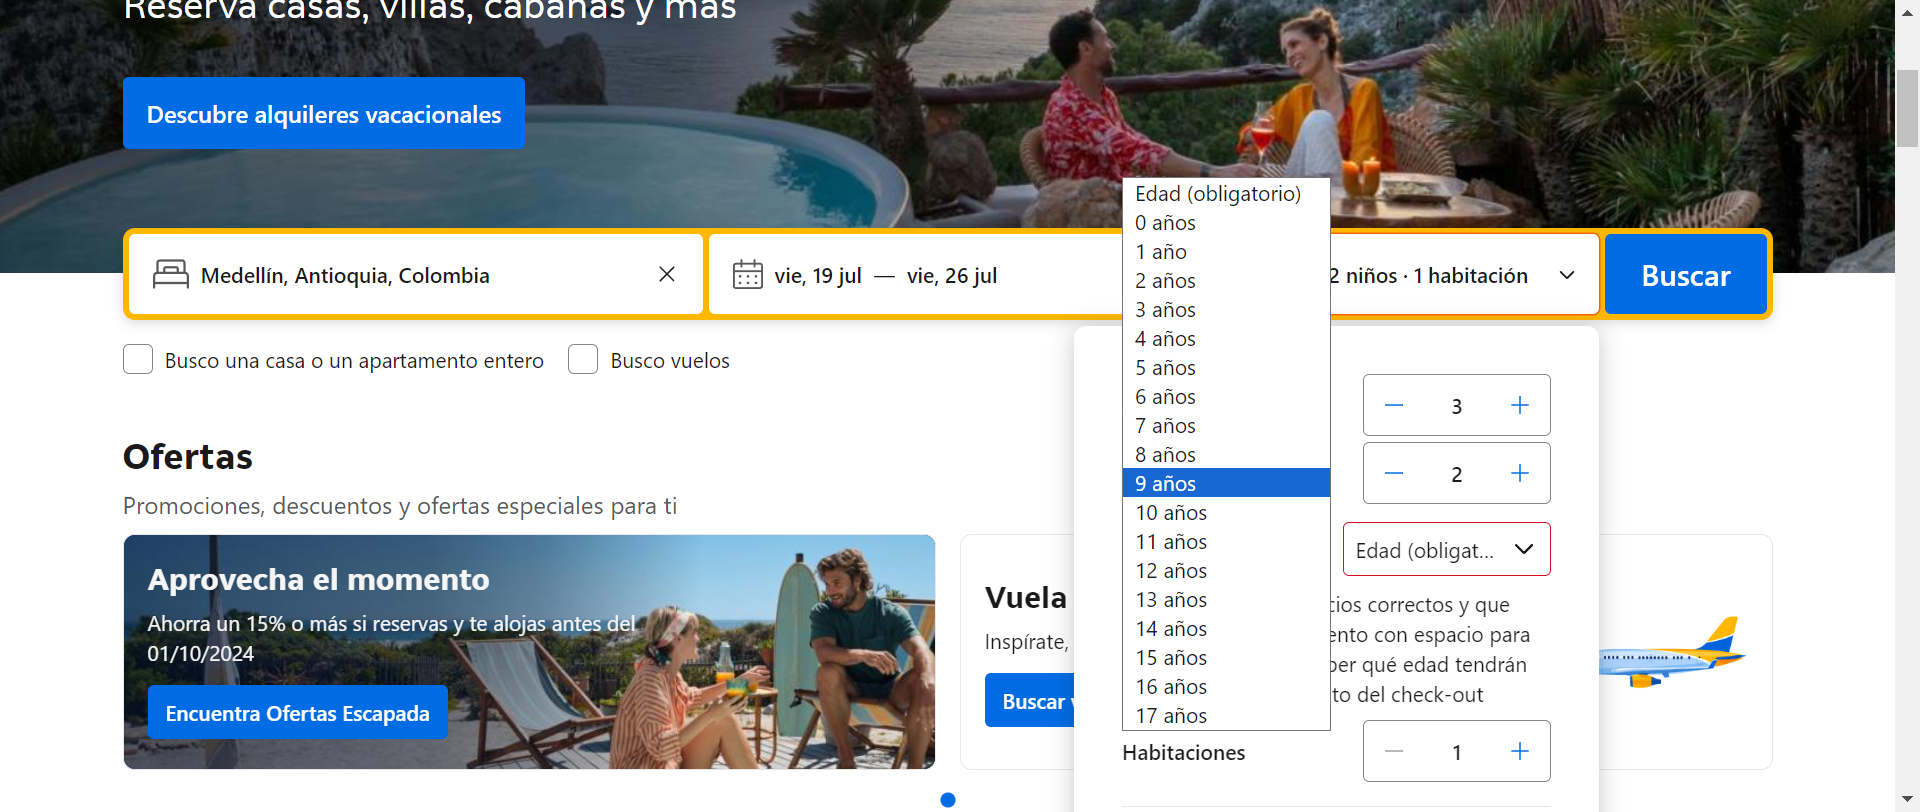 Reserva casas, villas, cabañas y más
Descubre alquileres vacacionales
Medellín, Antioquia, Colombia
vie, 19 jul — vie, 26 jul
2 niños · 1 habitación
Buscar
Busco una casa o un apartamento entero
Busco vuelos
Edad (obligatorio)
0 años
1 año
2 años
3 años
4 años
5 años
6 años
7 años
8 años
9 años
10 años
11 años
12 años
13 años
14 años
15 años
16 años
17 años
3
2
Edad (obligat...
cios correctos y que
ento con espacio para
ber qué edad tendrán
to del check-out
Habitaciones
1
Ofertas
Promociones, descuentos y ofertas especiales para ti
Aprovecha el momento
Ahorra un 15% o más si reservas y te alojas antes del
01/10/2024
Encuentra Ofertas Escapada
Vuela
Inspírate,
Buscar